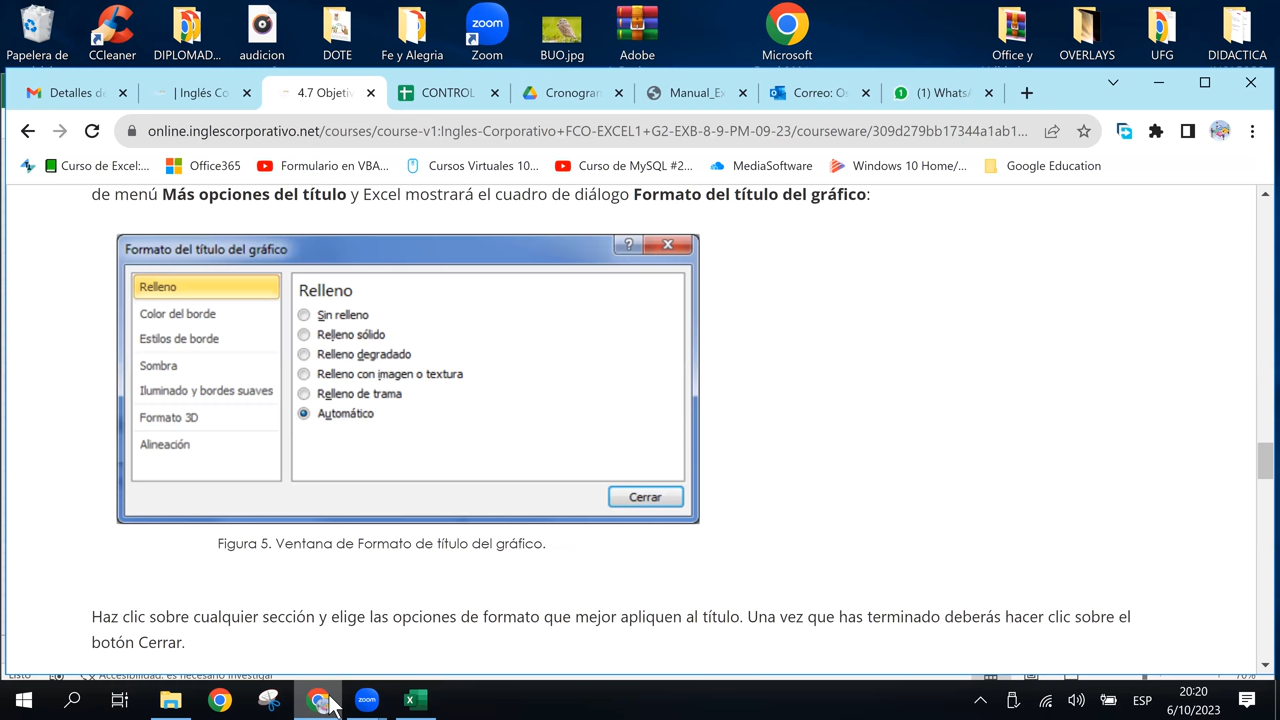 Papelera de
CCleaner
DIPLOMAD...
audicion
DOTE
Fe y Alegria
zoom
Zoom
BUO.jpg
Adobe
Microsoft
Office y
OVERLAYS
UFG
DIDACTICA
Detalles de
| Inglés Co
4.7 Objetiv
CONTROL
Cronogram
Manual_Ex
Correo: Os
(1) WhatsA
online.inglescorporativo.net/courses/course-v1:Ingles-Corporativo+FCO-EXCEL1+G2-EXB-8-9-PM-09-23/courseware/309d279bb17344a1ab1...
Curso de Excel:...
Office365
Formulario en VBA...
Cursos Virtuales 10...
Curso de MySQL #2...
MediaSoftware
Windows 10 Home/...
Google Education
de menú Más opciones del título y Excel mostrará el cuadro de diálogo Formato del título del gráfico:
Formato del título del gráfico
Relleno
Color del borde
Estilos de borde
Sombra
Iluminado y bordes suaves
Formato 3D
Alineación
Relleno
Sin relleno
Relleno sólido
Relleno degradado
Relleno con imagen o textura
Relleno de trama
Automático
Cerrar
Figura 5. Ventana de Formato de título del gráfico.
Haz clic sobre cualquier sección y elige las opciones de formato que mejor apliquen al título. Una vez que has terminado deberás hacer clic sobre el
botón Cerrar.
zoom
ESP
20:20
6/10/2023